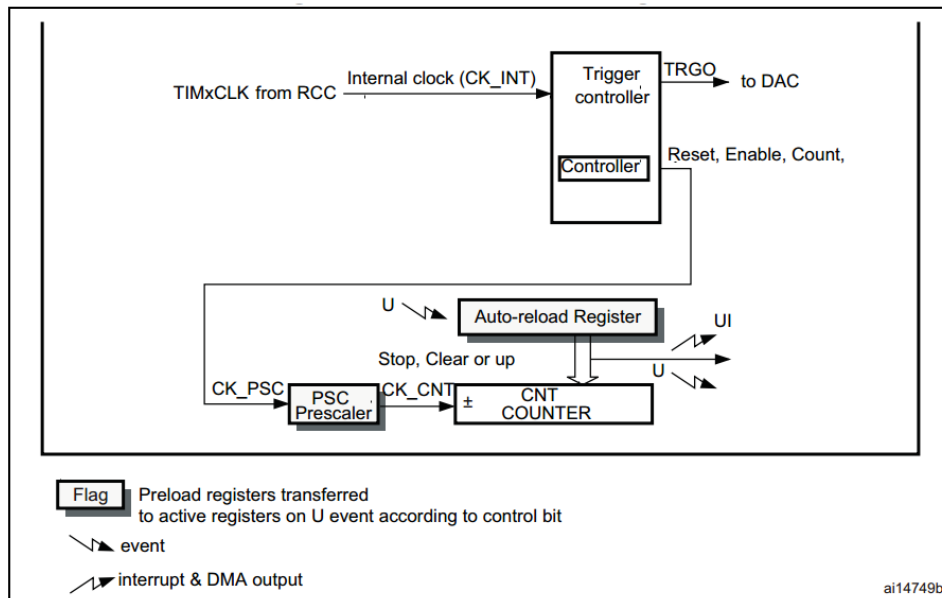 Trigger
controller
TRGO
to DAC
Internal clock (CK_INT)
TIMxCLK from RCC
Controller
Reset, Enable, Count,
U
Auto-reload Register
UI
Stop, Clear or up
U
CK_PSC
PSC
Prescaler
CK_CNT
±
CNT
COUNTER
Flag
Preload registers transferred
to active registers on U event according to control bit
event
interrupt & DMA output
ai14749b